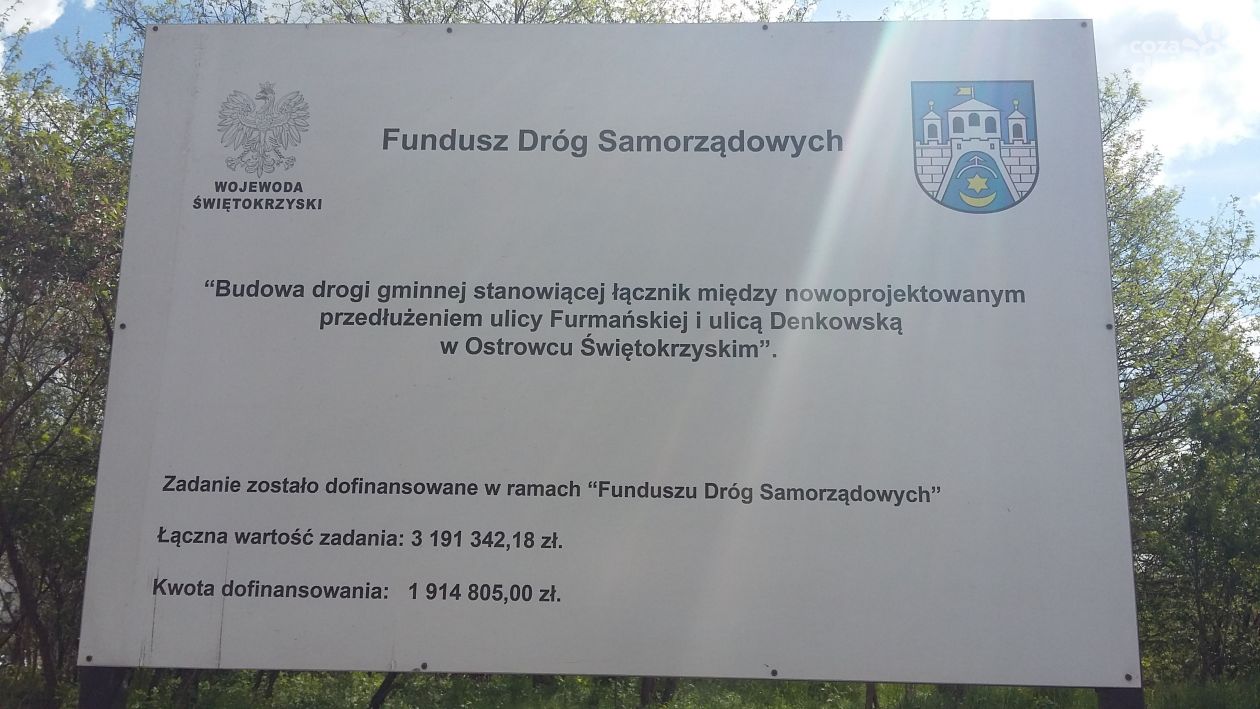 coza
Fundusz Dróg Samorządowych
WOJEWODA
ŚWIĘTOKRZYSKI
“Budowa drogi gminnej stanowiącej łącznik między nowoprojektowanym
przedłużeniem ulicy Furmańskiej i ulicą Denkowską
w Ostrowcu Świętokrzyskim”.
Zadanie zostało dofinansowane w ramach “Funduszu Dróg Samorządowych”
Łączna wartość zadania: 3 191 342,18 zł.
Kwota dofinansowania: 1 914 805,00 zł.